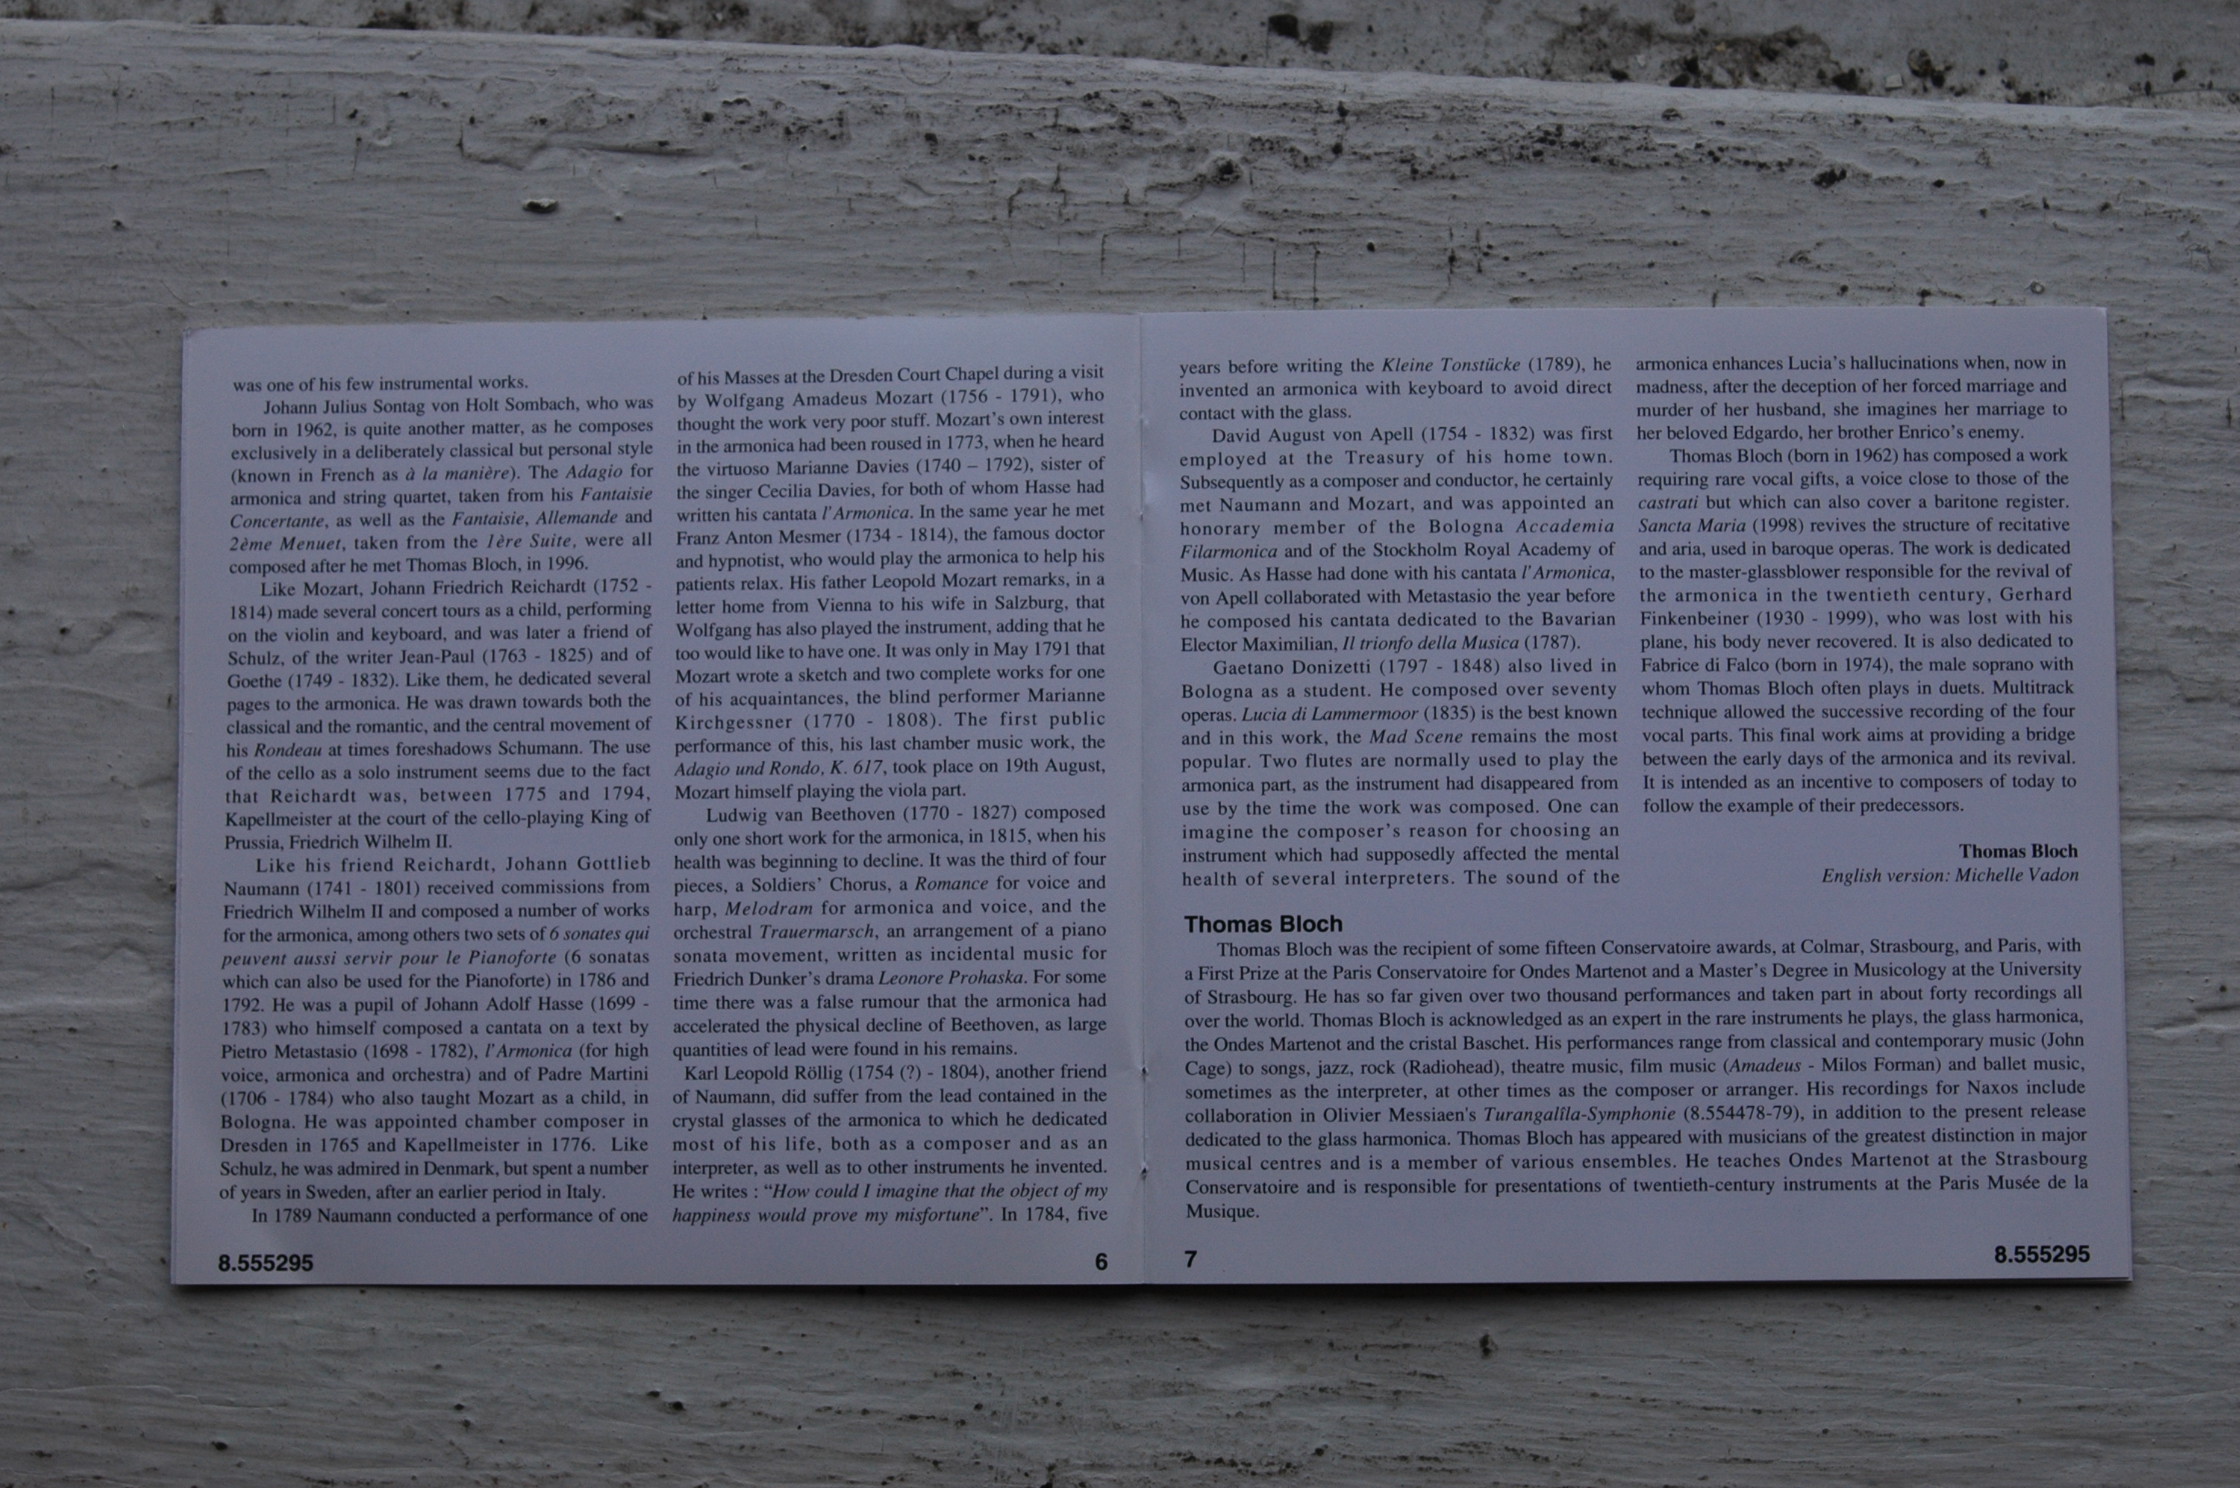 was one of his few instrumental works.
Johann Julius Sontag von Holt Sombach, who was
born in 1962, is quite another matter, as he composes
exclusively in a deliberately classical but personal style
(known in French as à la manière). The Adagio for
armonica and string quartet, taken from his Fantaisie
Concertante, as well as the Fantaisie, Allemande and
2ème Menuet, taken from the 1ère Suite, were all
composed after he met Thomas Bloch, in 1996.
Like Mozart, Johann Friedrich Reichardt (1752 -
1814) made several concert tours as a child, performing
on the violin and keyboard, and was later a friend of
Schulz, of the writer Jean-Paul (1763 - 1825) and of
Goethe (1749 - 1832). Like them, he dedicated several
pages to the armonica. He was drawn towards both the
classical and the romantic, and the central movement of
his Rondeau at times foreshadows Schumann. The use
of the cello as a solo instrument seems due to the fact
that Reichardt was, between 1775 and 1794,
Kapellmeister at the court of the cello-playing King of
Prussia, Friedrich Wilhelm II.
Like his friend Reichardt, Johann Gottlieb
Naumann (1741 - 1801) received commissions from
Friedrich Wilhelm II and composed a number of works
for the armonica, among others two sets of 6 sonates qui
peuvent aussi servir pour le Pianoforte (6 sonatas
which can also be used for the Pianoforte) in 1786 and
1792. He was a pupil of Johann Adolf Hasse (1699 -
1783) who himself composed a cantata on a text by
Pietro Metastasio (1698 - 1782), l'Armonica (for high
voice, armonica and orchestra) and of Padre Martini
(1706 - 1784) who also taught Mozart as a child, in
Bologna. He was appointed chamber composer in
Dresden in 1765 and Kapellmeister in 1776. Like
Schulz, he was admired in Denmark, but spent a number
of years in Sweden, after an earlier period in Italy.
In 1789 Naumann conducted a performance of one
of his Masses at the Dresden Court Chapel during a visit
by Wolfgang Amadeus Mozart (1756 - 1791), who
thought the work very poor stuff. Mozart's own interest
in the armonica had been roused in 1773, when he heard
the virtuoso Marianne Davies (1740 – 1792), sister of
the singer Cecilia Davies, for both of whom Hasse had
written his cantata l'Armonica. In the same year he met
Franz Anton Mesmer (1734 - 1814), the famous doctor
and hypnotist, who would play the armonica to help his
patients relax. His father Leopold Mozart remarks, in a
letter home from Vienna to his wife in Salzburg, that
Wolfgang has also played the instrument, adding that he
too would like to have one. It was only in May 1791 that
Mozart wrote a sketch and two complete works for one
of his acquaintances, the blind performer Marianne
Kirchgessner (1770 - 1808). The first public
performance of this, his last chamber music work, the
Adagio und Rondo, K. 617, took place on 19th August,
Mozart himself playing the viola part.
Ludwig van Beethoven (1770 - 1827) composed
only one short work for the armonica, in 1815, when his
health was beginning to decline. It was the third of four
pieces, a Soldiers' Chorus, a Romance for voice and
harp, Melodram for armonica and voice, and the
orchestral Trauermarsch, an arrangement of a piano
sonata movement, written as incidental music for
Friedrich Dunker's drama Leonore Prohaska. For some
time there was a false rumour that the armonica had
accelerated the physical decline of Beethoven, as large
quantities of lead were found in his remains.
Karl Leopold Röllig (1754 (?) - 1804), another friend
of Naumann, did suffer from the lead contained in the
crystal glasses of the armonica to which he dedicated
most of his life, both as a composer and as an
interpreter, as well as to other instruments he invented.
He writes : “How could I imagine that the object of my
happiness would prove my misfortune”. In 1784, five
8.555295
6
years before writing the Kleine Tonstücke (1789), he
invented an armonica with keyboard to avoid direct
contact with the glass.
David August von Apell (1754 - 1832) was first
employed at the Treasury of his home town.
Subsequently as a composer and conductor, he certainly
met Naumann and Mozart, and was appointed an
honorary member of the Bologna Accademia
Filarmonica and of the Stockholm Royal Academy of
Music. As Hasse had done with his cantata l'Armonica,
von Apell collaborated with Metastasio the year before
he composed his cantata dedicated to the Bavarian
Elector Maximilian, Il trionfo della Musica (1787).
Gaetano Donizetti (1797 - 1848) also lived in
Bologna as a student. He composed over seventy
operas. Lucia di Lammermoor (1835) is the best known
and in this work, the Mad Scene remains the most
popular. Two flutes are normally used to play the
armonica part, as the instrument had disappeared from
use by the time the work was composed. One can
imagine the composer's reason for choosing an
instrument which had supposedly affected the mental
health of several interpreters. The sound of the
armonica enhances Lucia's hallucinations when, now in
madness, after the deception of her forced marriage and
murder of her husband, she imagines her marriage to
her beloved Edgardo, her brother Enrico's enemy.
Thomas Bloch (born in 1962) has composed a work
requiring rare vocal gifts, a voice close to those of the
castrati but which can also cover a baritone register.
Sancta Maria (1998) revives the structure of recitative
and aria, used in baroque operas. The work is dedicated
to the master-glassblower responsible for the revival of
the armonica in the twentieth century, Gerhard
Finkenbeiner (1930 - 1999), who was lost with his
plane, his body never recovered. It is also dedicated to
Fabrice di Falco (born in 1974), the male soprano with
whom Thomas Bloch often plays in duets. Multitrack
technique allowed the successive recording of the four
vocal parts. This final work aims at providing a bridge
between the early days of the armonica and its revival.
It is intended as an incentive to composers of today to
follow the example of their predecessors.
Thomas Bloch
English version: Michelle Vadon
Thomas Bloch
Thomas Bloch was the recipient of some fifteen Conservatoire awards, at Colmar, Strasbourg, and Paris, with
a First Prize at the Paris Conservatoire for Ondes Martenot and a Master's Degree in Musicology at the University
of Strasbourg. He has so far given over two thousand performances and taken part in about forty recordings all
over the world. Thomas Bloch is acknowledged as an expert in the rare instruments he plays, the glass harmonica,
the Ondes Martenot and the cristal Baschet. His performances range from classical and contemporary music (John
Cage) to songs, jazz, rock (Radiohead), theatre music, film music (Amadeus - Milos Forman) and ballet music,
sometimes as the interpreter, at other times as the composer or arranger. His recordings for Naxos include
collaboration in Olivier Messiaen's Turangalîla-Symphonie (8.554478-79), in addition to the present release
dedicated to the glass harmonica. Thomas Bloch has appeared with musicians of the greatest distinction in major
musical centres and is a member of various ensembles. He teaches Ondes Martenot at the Strasbourg
Conservatoire and is responsible for presentations of twentieth-century instruments at the Paris Musée de la
Musique.
7
8.555295